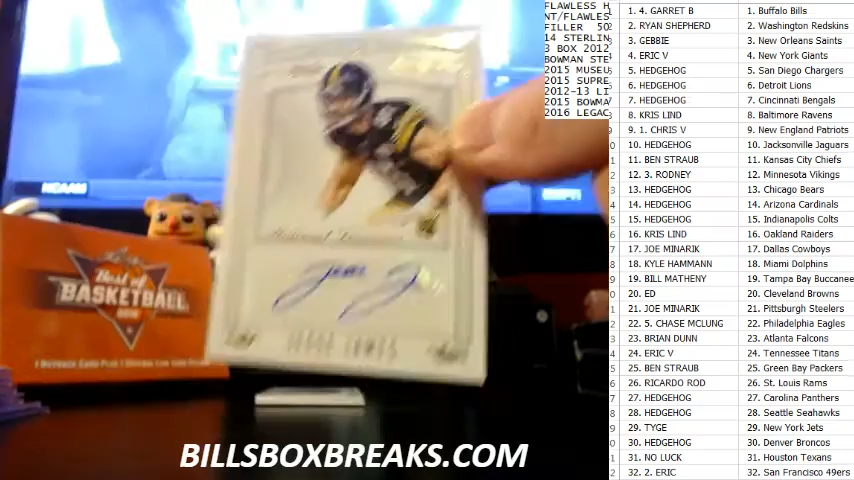 FLAWLESS H
NT/FLAWLES
FILLER 50
14 STERLIN
3 BOX 2012
BOWMAN STE
2015 MUSEU
2015 SUPRE
2012-13 LI
2015 BOWMA
2016 LEGAC
1. 4. GARRET B 1. Buffalo Bills
2. RYAN SHEPHERD 2. Washington Redskins
3. GEBBIE 3. New Orleans Saints
4. ERIC V 4. New York Giants
5. HEDGEHOG 5. San Diego Chargers
6. HEDGEHOG 6. Detroit Lions
7. HEDGEHOG 7. Cincinnati Bengals
8. KRIS LIND 8. Baltimore Ravens
9. 1. CHRIS V 9. New England Patriots
10. HEDGEHOG 10. Jacksonville Jaguars
11. BEN STRAUB 11. Kansas City Chiefs
12. 3. RODNEY 12. Minnesota Vikings
13. HEDGEHOG 13. Chicago Bears
14. HEDGEHOG 14. Arizona Cardinals
15. HEDGEHOG 15. Indianapolis Colts
16. KRIS LIND 16. Oakland Raiders
17. JOE MINARIK 17. Dallas Cowboys
18. KYLE HAMMANN 18. Miami Dolphins
19. BILL MATHENY 19. Tampa Bay Buccanee
20. ED 20. Cleveland Browns
21. JOE MINARIK 21. Pittsburgh Steelers
22. 5. CHASE MCLUNG 22. Philadelphia Eagles
23. BRIAN DUNN 23. Atlanta Falcons
24. ERIC V 24. Tennessee Titans
25. BEN STRAUB 25. Green Bay Packers
26. RICARDO ROD 26. St. Louis Rams
27. HEDGEHOG 27. Carolina Panthers
28. HEDGEHOG 28. Seattle Seahawks
29. TYGE 29. New York Jets
30. HEDGEHOG 30. Denver Broncos
31. NO LUCK 31. Houston Texans
32. 2. ERIC 32. San Francisco 49ers
NCAAM
Best of
BASKETBALL
JESSE JAMES
BILLSBOXBREAKS.COM